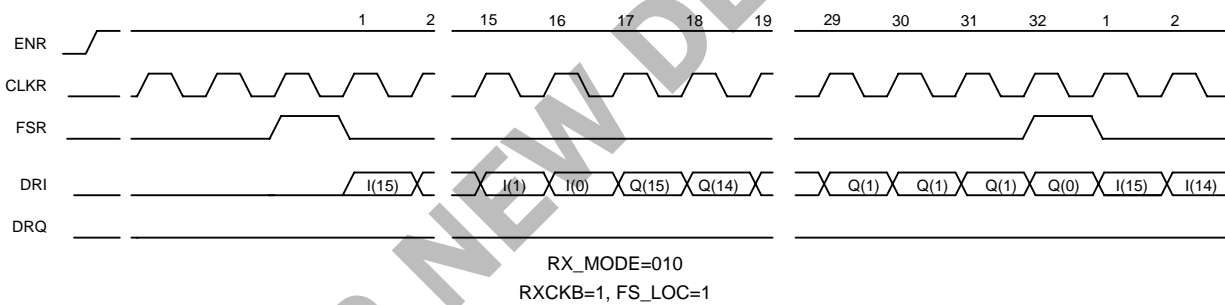 1 2 15 16 17 18 19 29 30 31 32 1 2
ENR
CLKR
FSR
DRI I(15) I(1) I(0) Q(15) Q(14) Q(1) Q(1) Q(1) Q(0) I(15) I(14)
DRQ
RX_MODE=010
RXCKB=1, FS_LOC=1
NEW